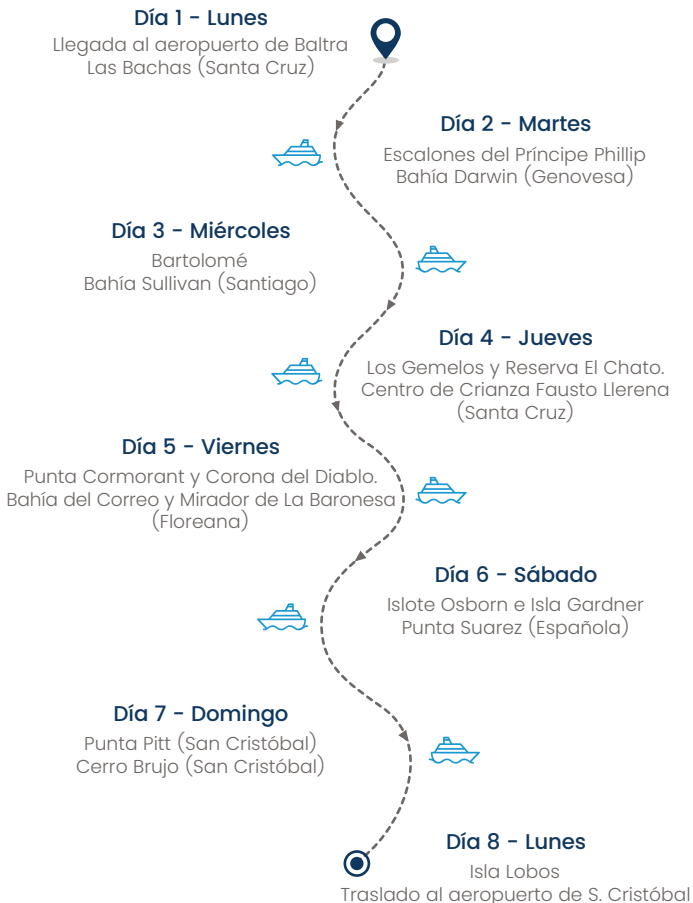 Día 1 - Lunes
Llegada al aeropuerto de Baltra
Las Bachas (Santa Cruz)
Día 2 - Martes
Escalones del Príncipe Phillip
Bahía Darwin (Genovesa)
Día 3 - Miércoles
Bartolomé
Bahía Sullivan (Santiago)
Día 4 - Jueves
Los Gemelos y Reserva El Chato.
Centro de Crianza Fausto Llerena
(Santa Cruz)
Día 5 - Viernes
Punta Cormorant y Corona del Diablo.
Bahía del Correo y Mirador de La Baronesa
(Floreana)
Día 6 - Sábado
Islote Osborn e Isla Gardner
Punta Suarez (Española)
Día 7 - Domingo
Punta Pitt (San Cristóbal)
Cerro Brujo (San Cristóbal)
Día 8 - Lunes
Isla Lobos
Traslado al aeropuerto de S. Cristóbal